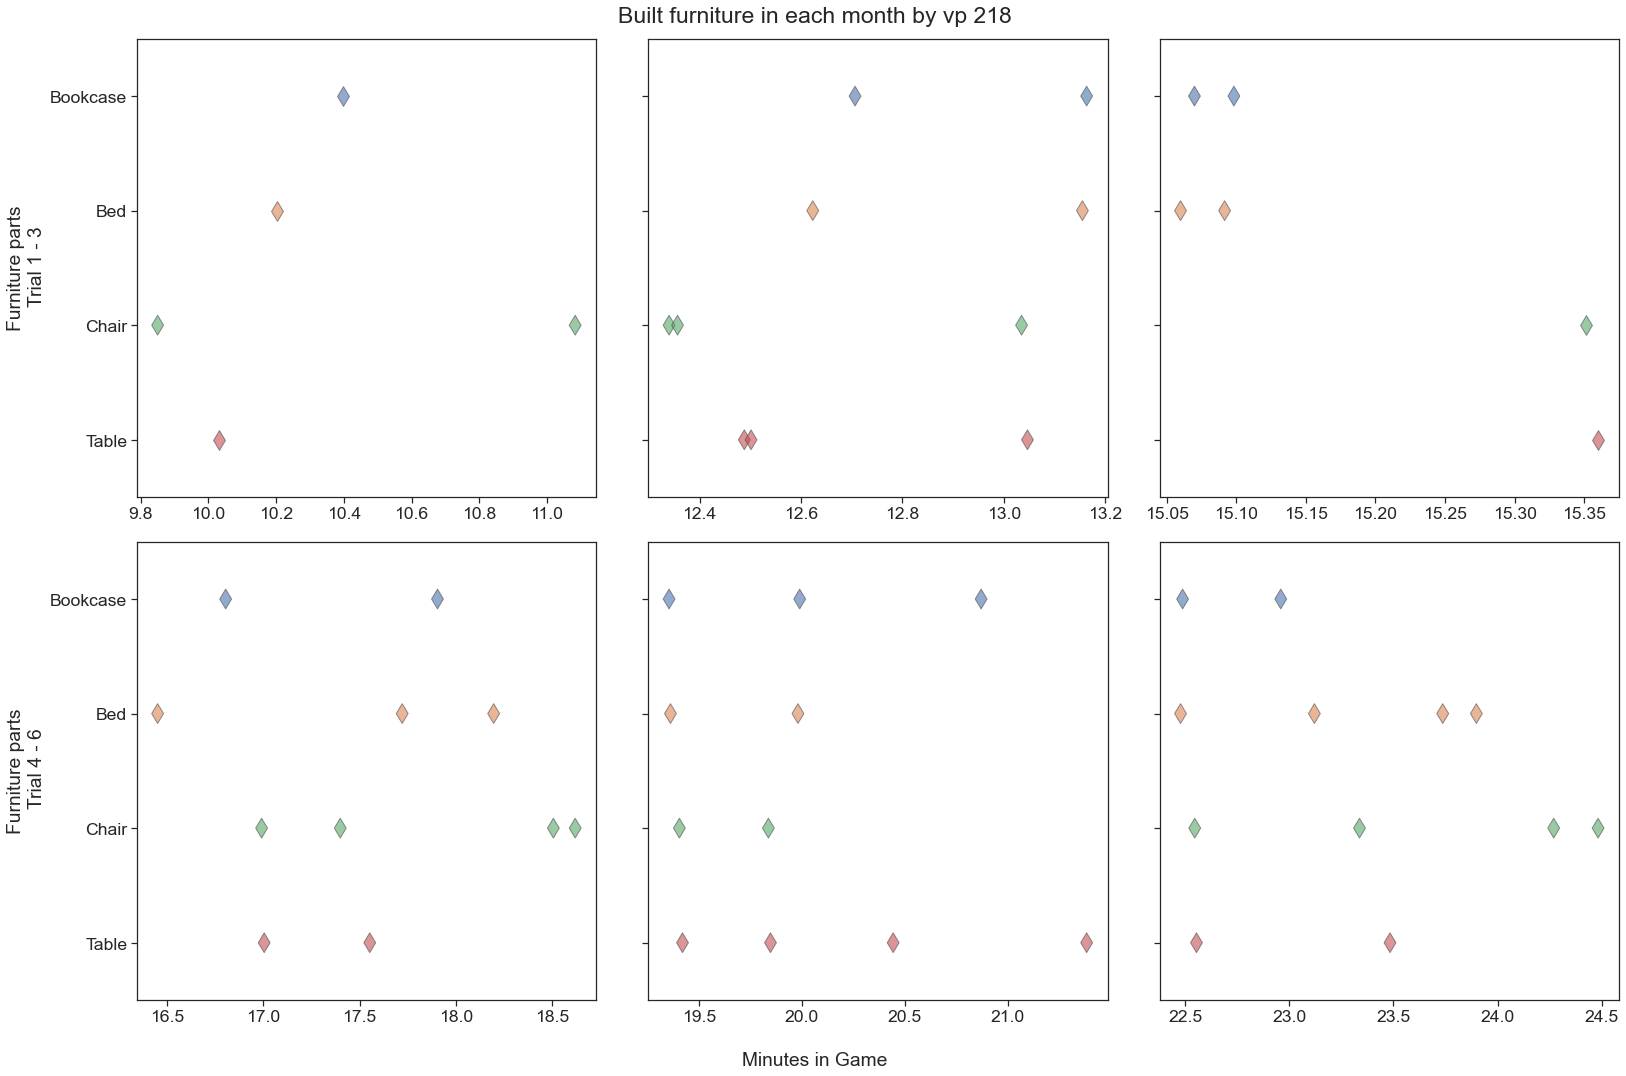 Built furniture in each month by vp 218
Furniture parts
Trial 1 - 3
Bookcase
Bed
Chair
Table
9.8 10.0 10.2 10.4 10.6 10.8 11.0
12.4 12.6 12.8 13.0 13.2
15.05 15.10 15.15 15.20 15.25 15.30 15.35
Furniture parts
Trial 4 - 6
Bookcase
Bed
Chair
Table
16.5 17.0 17.5 18.0 18.5
19.5 20.0 20.5 21.0
22.5 23.0 23.5 24.0 24.5
Minutes in Game